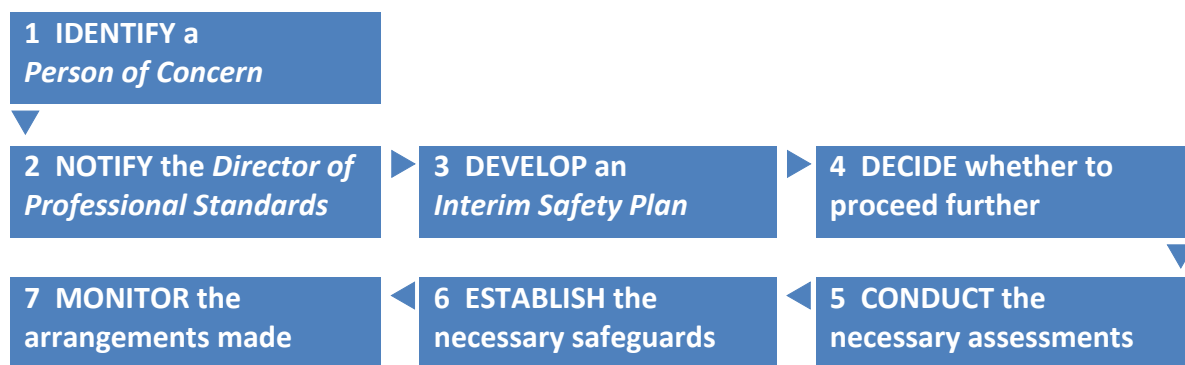 1 IDENTIFY a
Person of Concern
2 NOTIFY the Director of
Professional Standards
3 DEVELOP an
Interim Safety Plan
4 DECIDE whether to
proceed further
5 CONDUCT the
necessary assessments
6 ESTABLISH the
necessary safeguards
7 MONITOR the
arrangements made